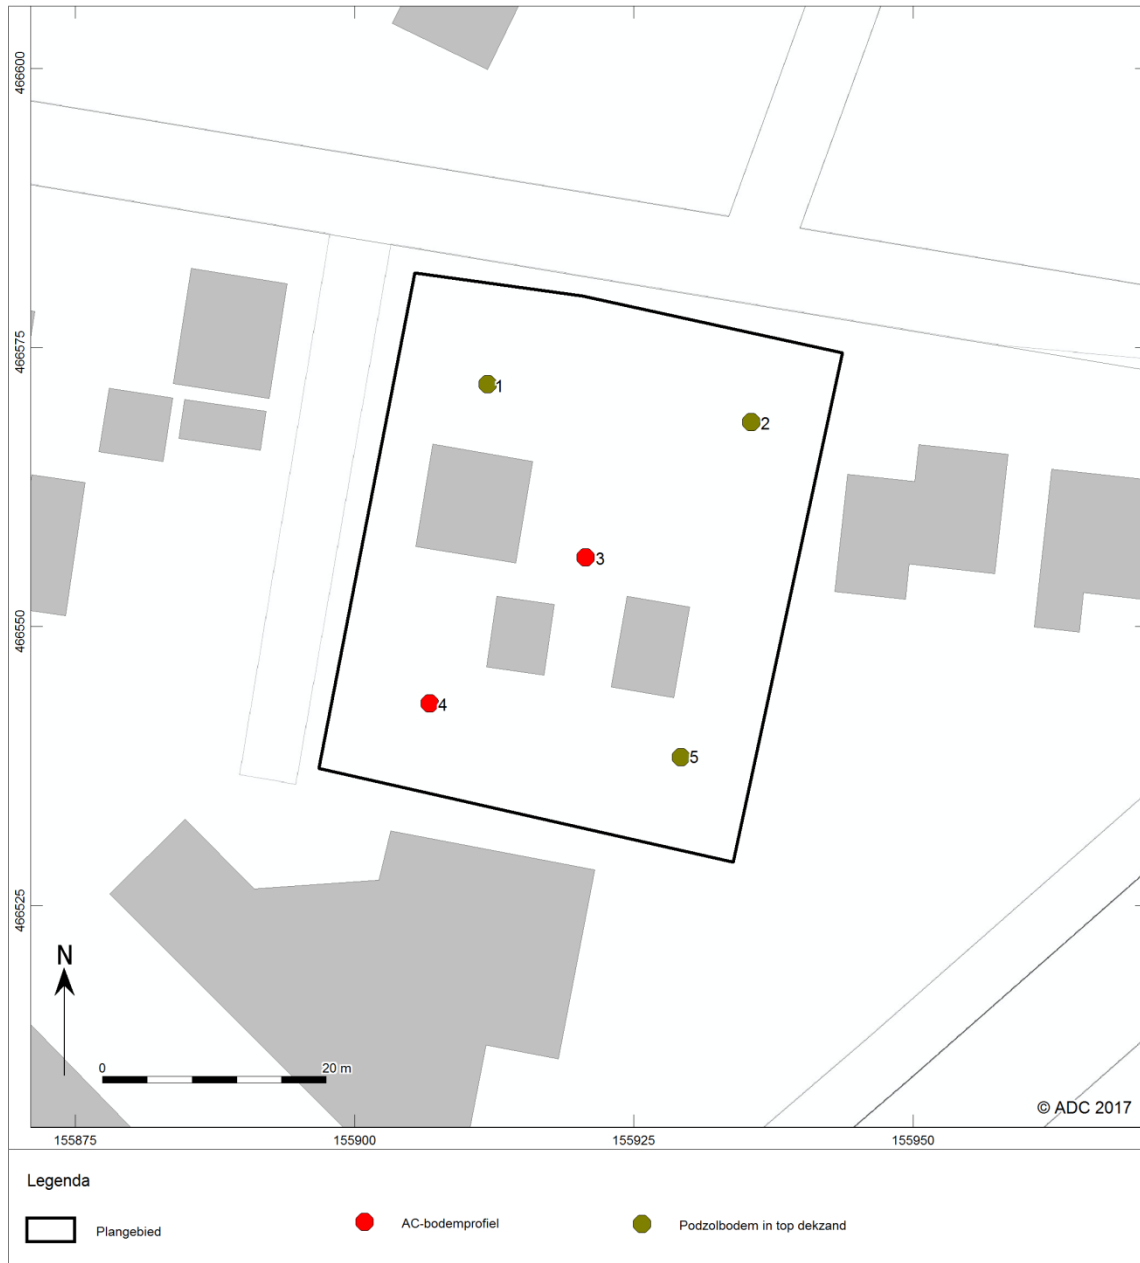 466600
466575
466550
466525
1
2
3
4
5
N
0 20 m
© ADC 2017
155875 155900 155925 155950
Legenda
Plangebied AC-bodemprofiel Podzolbodem in top dekzand